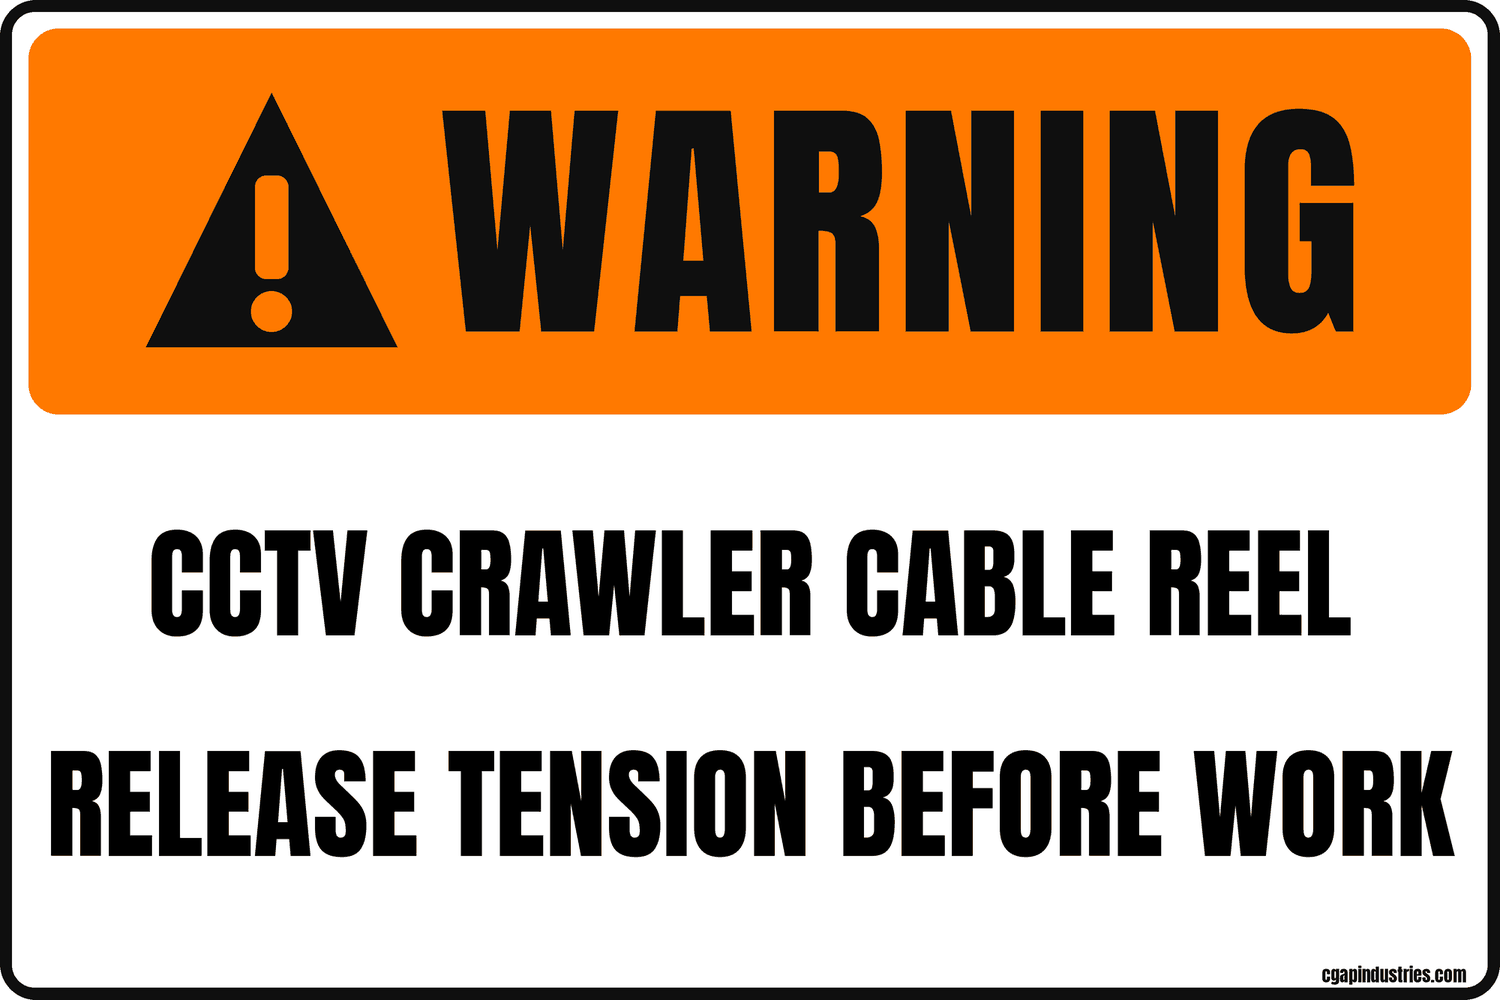 WARNING
CCTV CRAWLER CABLE REEL
RELEASE TENSION BEFORE WORK
cgapindustries.com